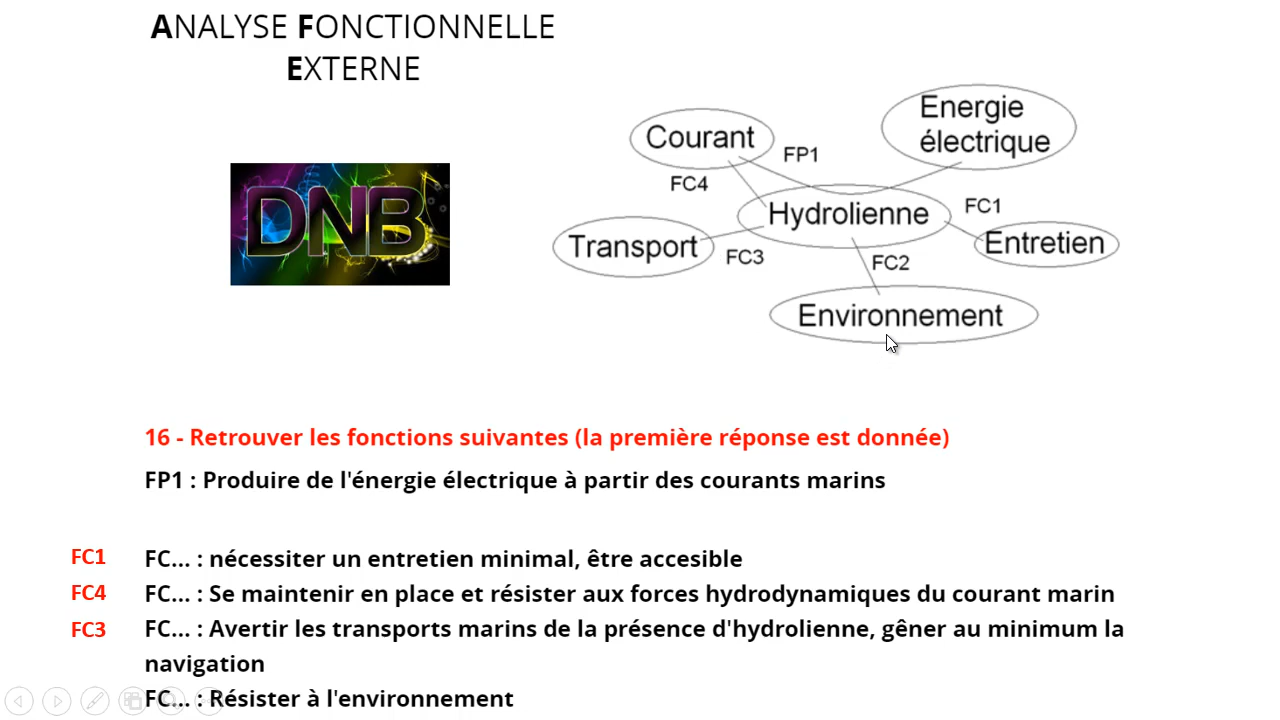 ANALYSE FONCTIONNELLE
EXTERNE
DNB
Courant
Energie
électrique
FP1
FC4
Hydrolienne
FC1
Transport
FC3
FC2
Entretien
Environnement
16 - Retrouver les fonctions suivantes (la première réponse est donnée)
FP1 : Produire de l'énergie électrique à partir des courants marins
FC1 FC... : nécessiter un entretien minimal, être accesible
FC4 FC... : Se maintenir en place et résister aux forces hydrodynamiques du courant marin
FC3 FC... : Avertir les transports marins de la présence d'hydrolienne, gêner au minimum la
navigation
FC... : Résister à l'environnement